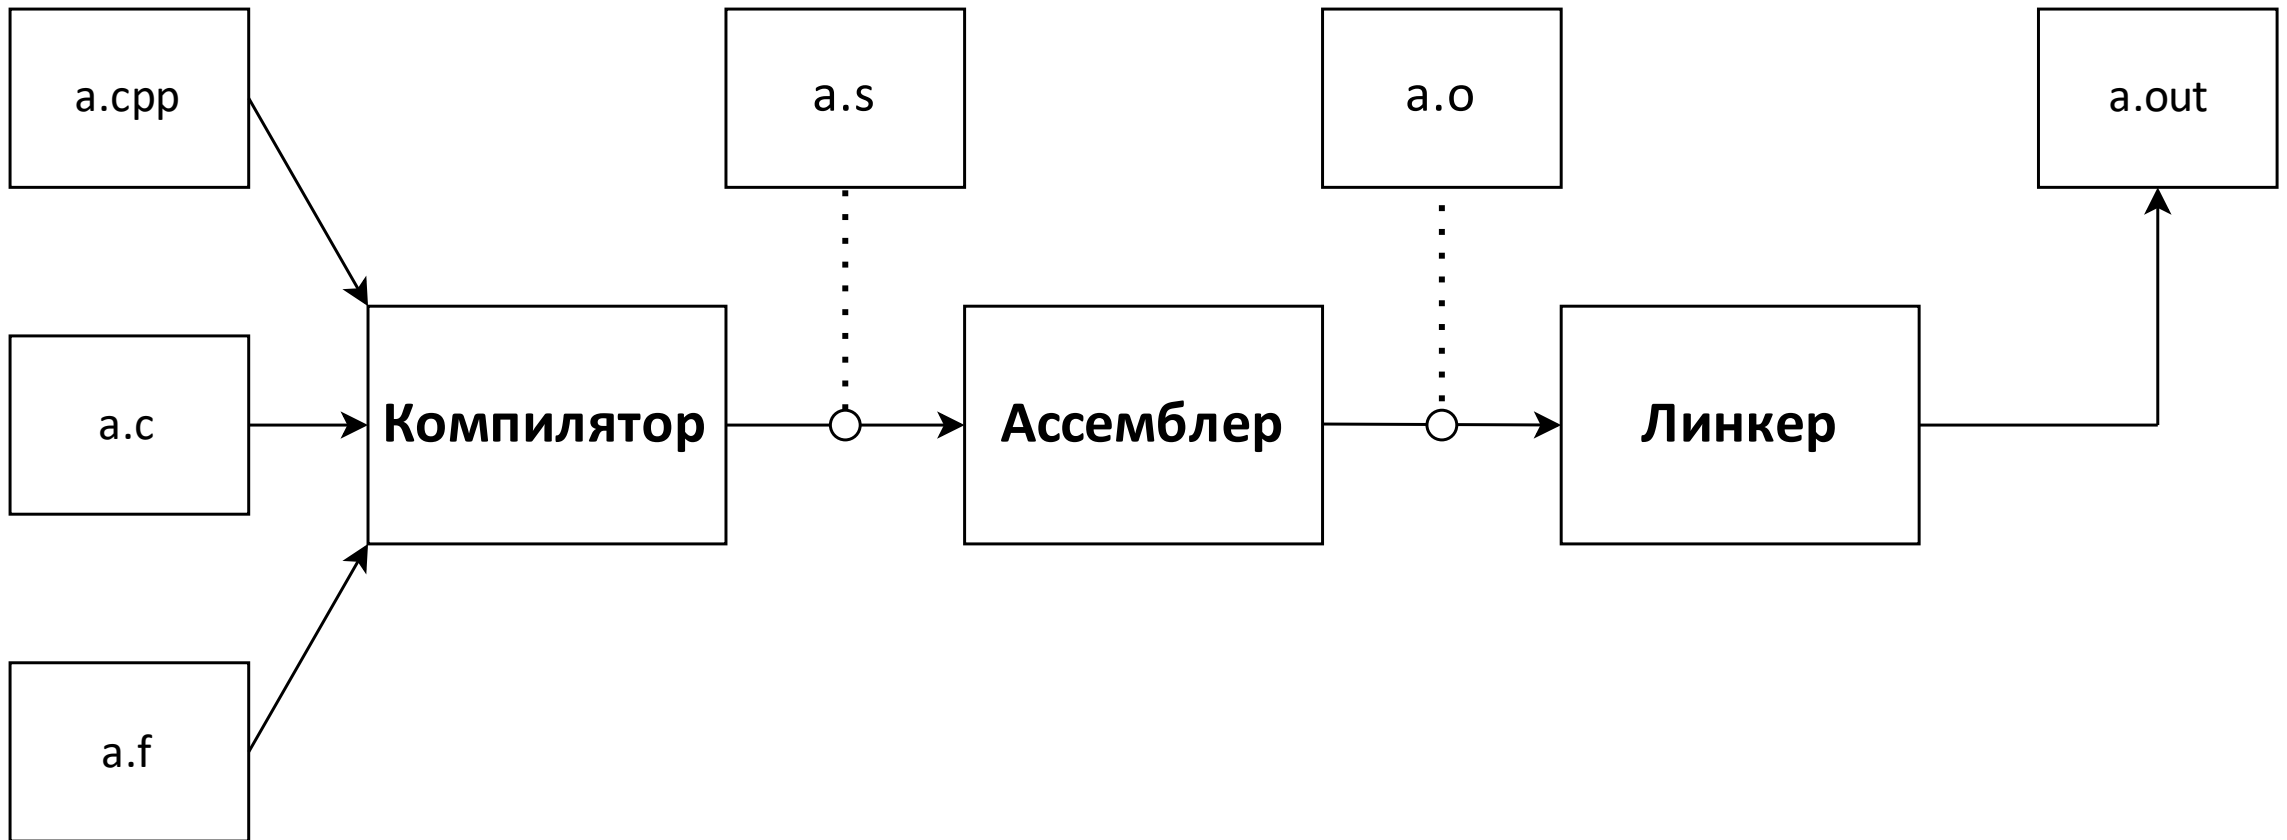 a.cpp
a.s
a.o
a.out
a.c
Компилятор
Ассемблер
Линкер
a.f